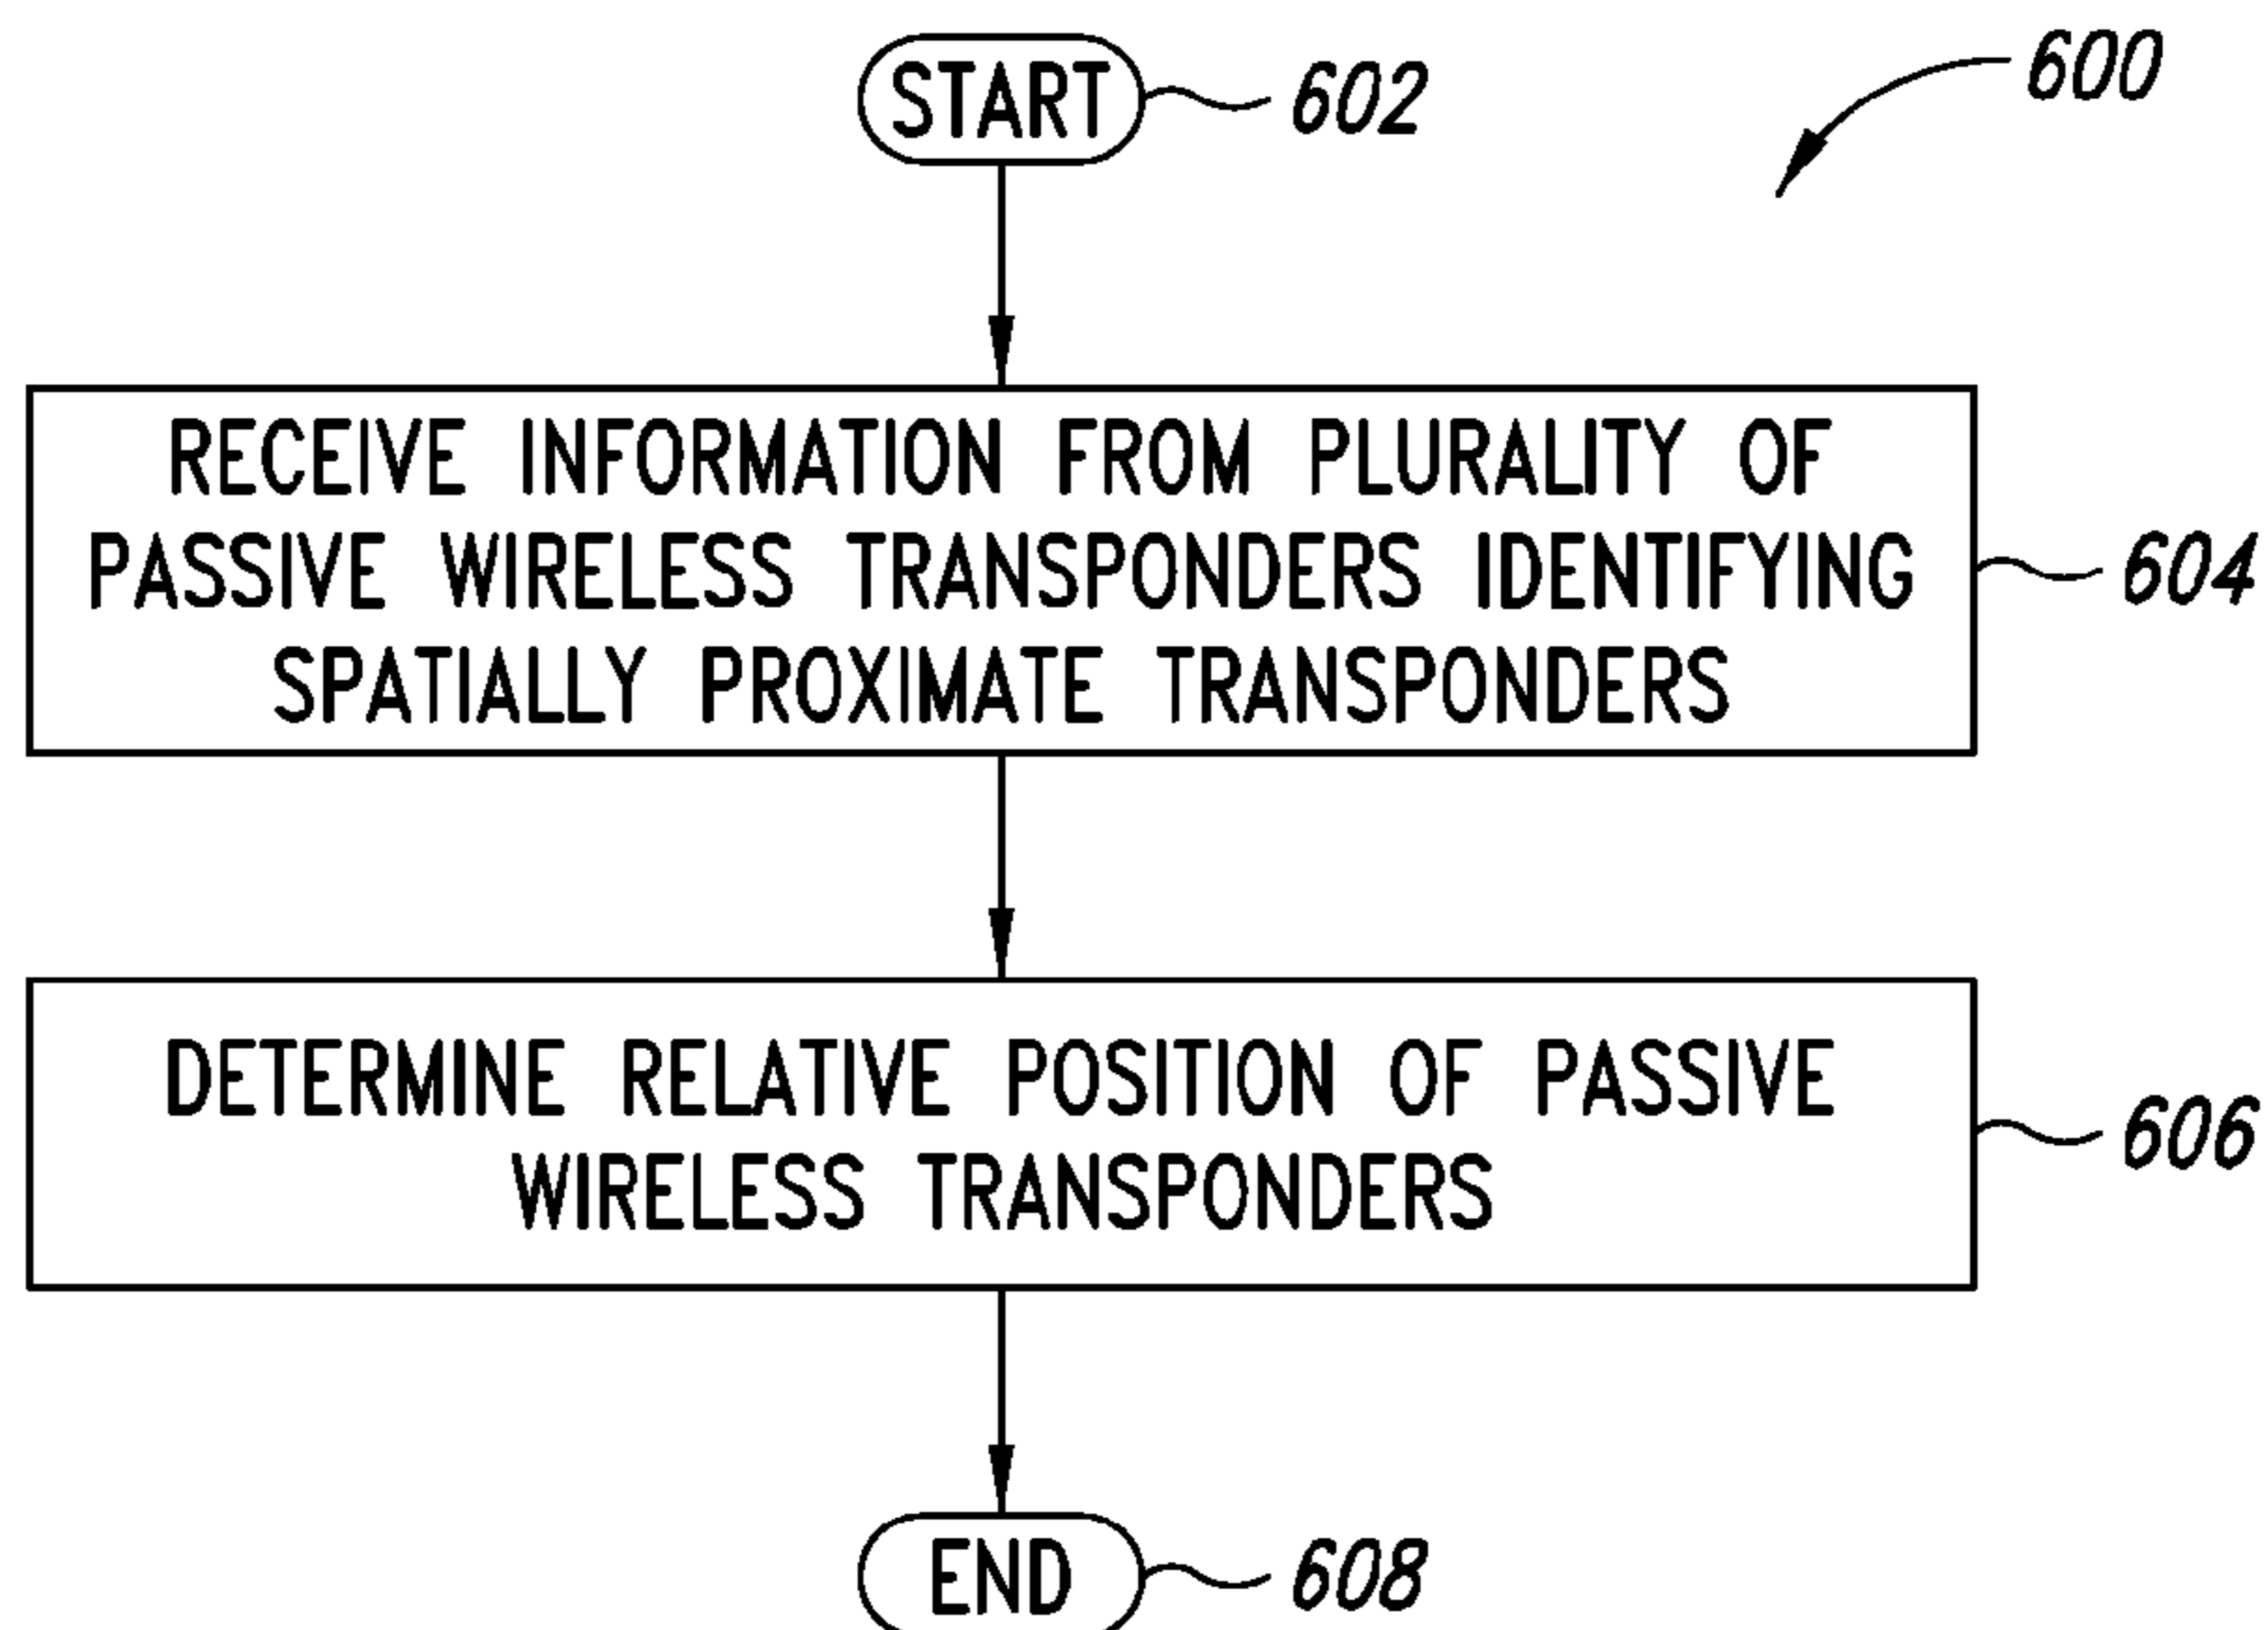 START 602
600
RECEIVE INFORMATION FROM PLURALITY OF
PASSIVE WIRELESS TRANSPONDERS IDENTIFYING
SPATIALLY PROXIMATE TRANSPONDERS
604
DETERMINE RELATIVE POSITION OF PASSIVE
WIRELESS TRANSPONDERS
606
END 608